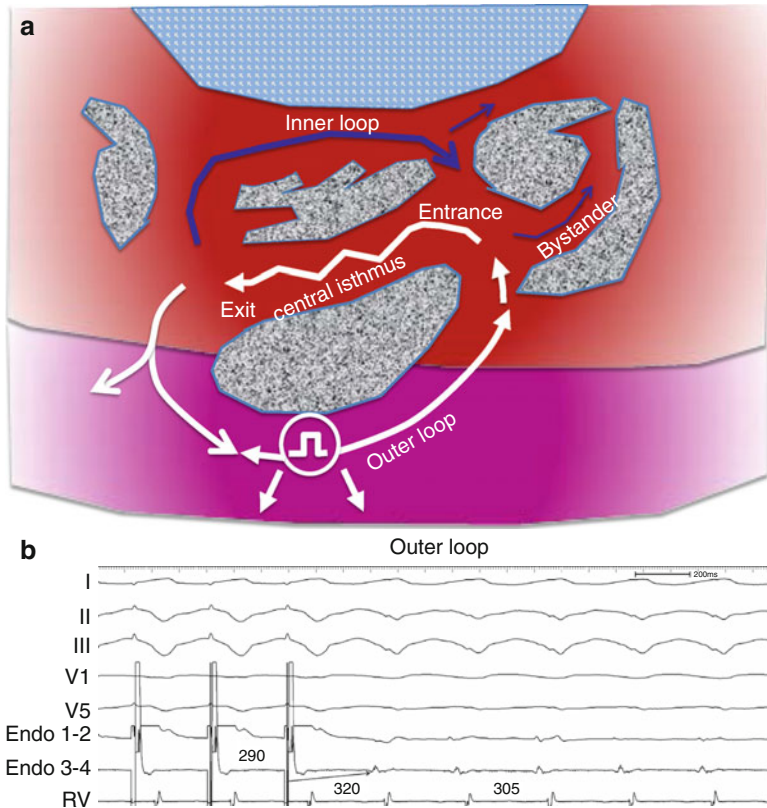 a
Inner loop
Entrance
Bystander
central isthmus
Exit
Outer loop
b
Outer loop
200ms
I
II
III
V1
V5
Endo 1-2
290
Endo 3-4
320
305
RV